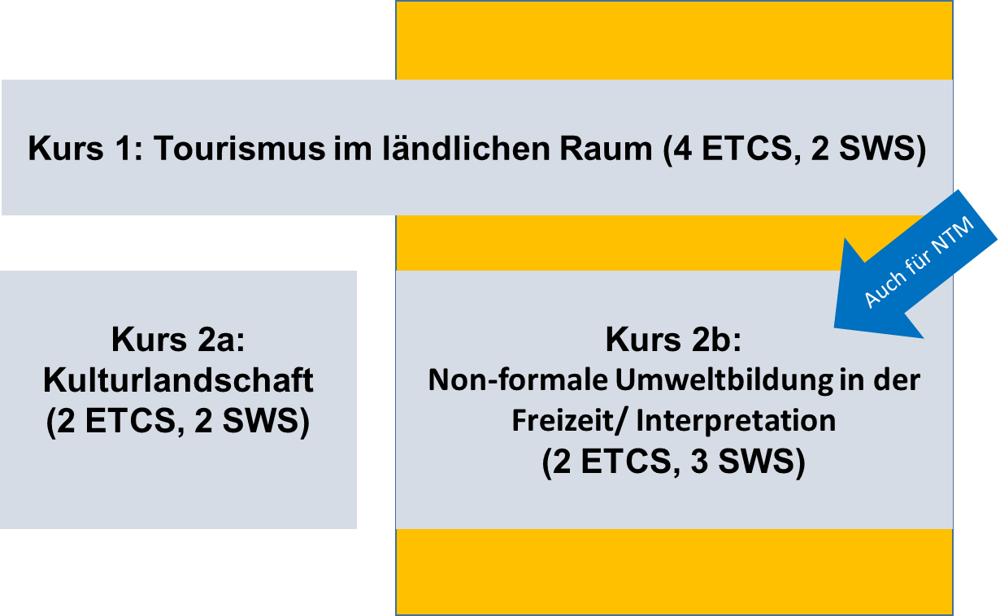 Kurs 1: Tourismus im ländlichen Raum (4 ETCS, 2 SWS)
Auch für NTM
Kurs 2a:
Kulturlandschaft
(2 ETCS, 2 SWS)
Kurs 2b:
Non-formale Umweltbildung in der
Freizeit/ Interpretation
(2 ETCS, 3 SWS)